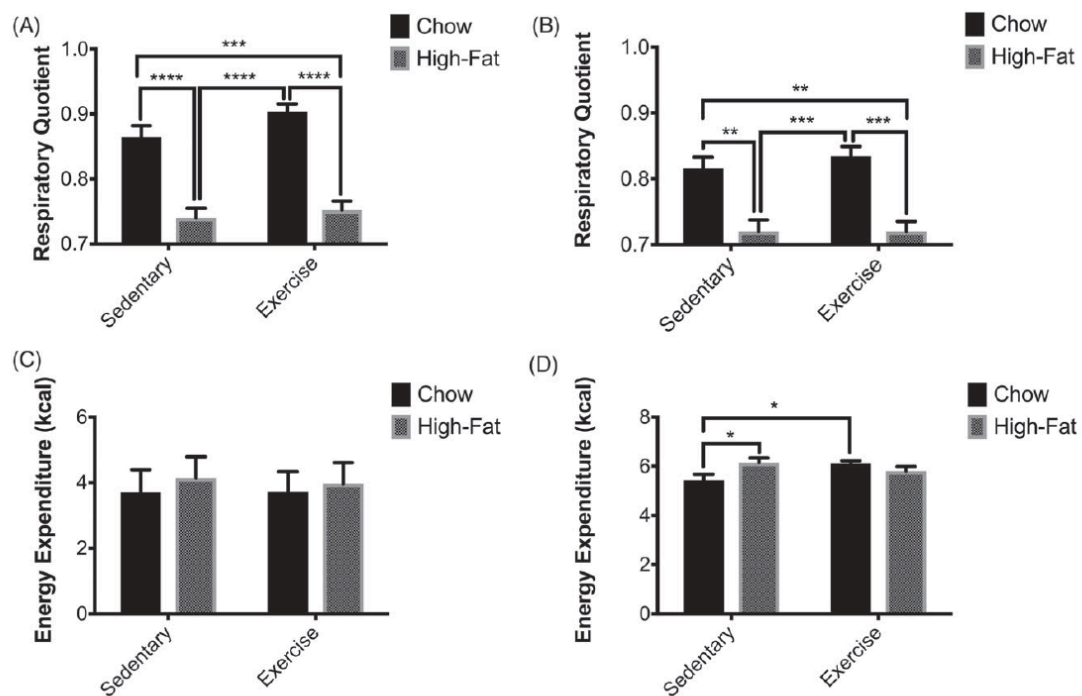 (A)
Chow
High-Fat
Respiratory Quotient
1.0
0.9
0.8
0.7
***
****
****
****
Sedentary
Exercise
(B)
Chow
High-Fat
Respiratory Quotient
1.0
0.9
0.8
0.7
**
**
***
***
Sedentary
Exercise
(C)
Chow
High-Fat
Energy Expenditure (kcal)
6
4
2
0
Sedentary
Exercise
(D)
Chow
High-Fat
Energy Expenditure (kcal)
8
6
4
2
0
*
*
Sedentary
Exercise